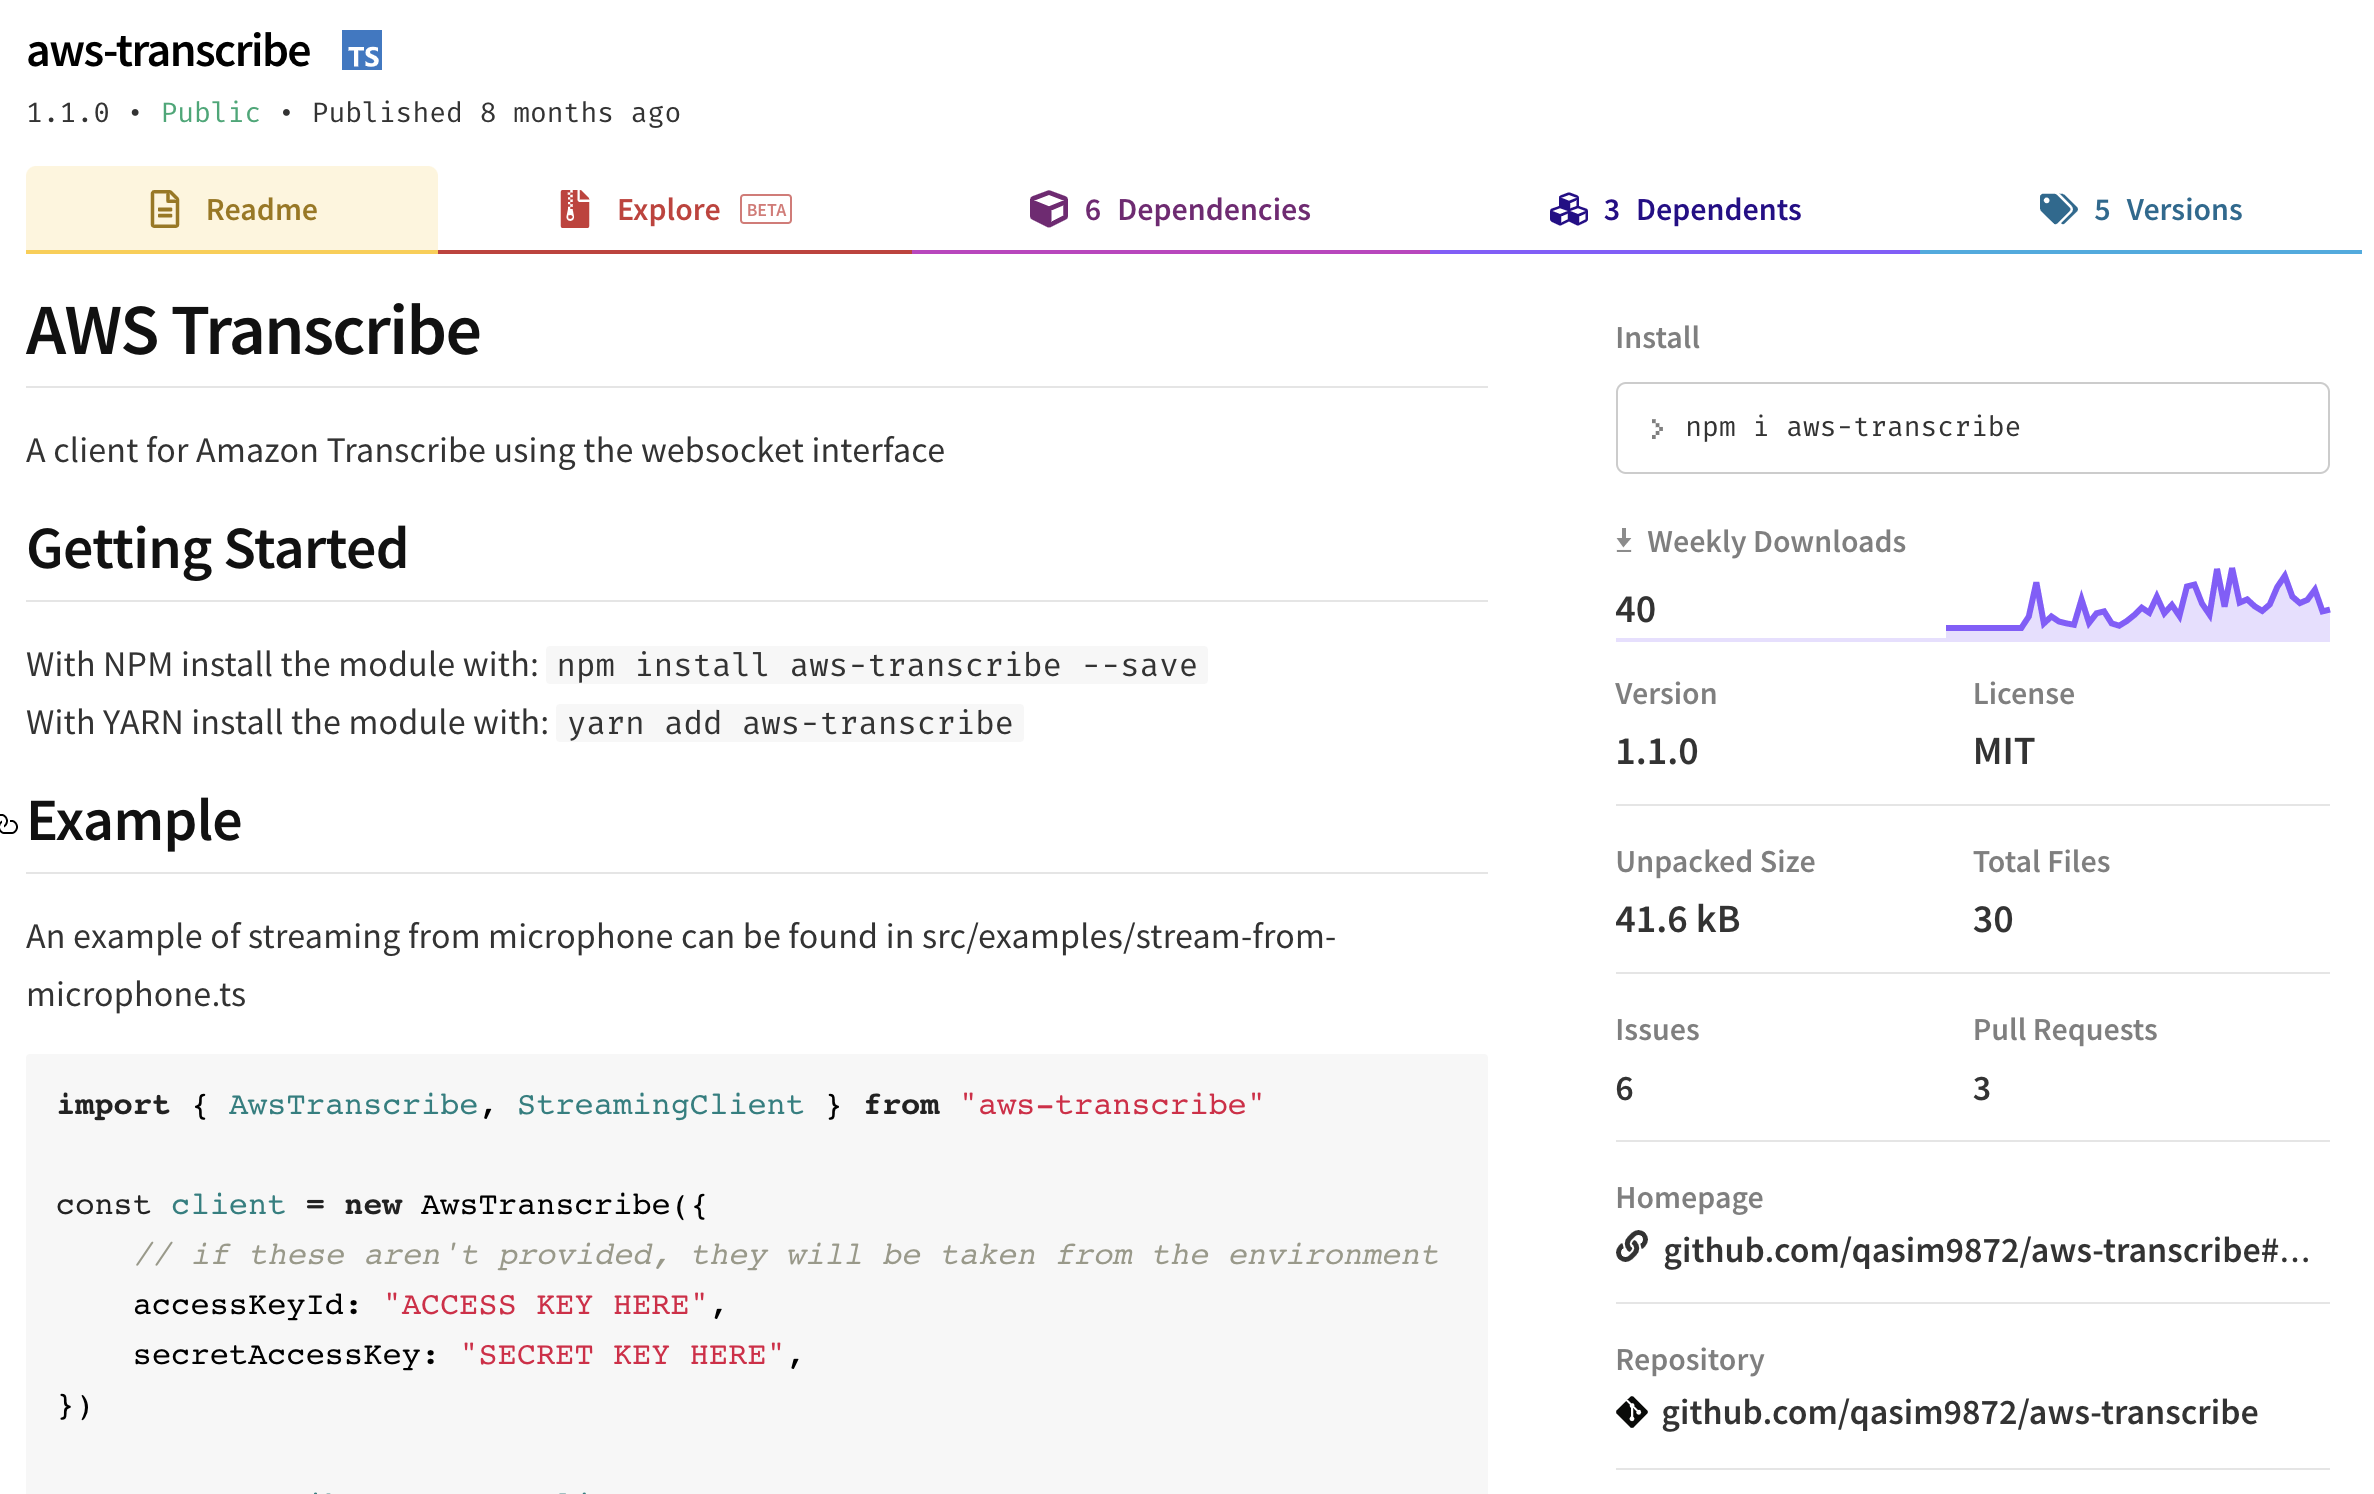 aws-transcribe TS
1.1.0 • Public • Published 8 months ago
Readme
Explore BETA
6 Dependencies
3 Dependents
5 Versions
AWS Transcribe
A client for Amazon Transcribe using the websocket interface
Getting Started
With NPM install the module with: npm install aws-transcribe --save
With YARN install the module with: yarn add aws-transcribe
Example
An example of streaming from microphone can be found in src/examples/stream-from-
microphone.ts
import { AwsTranscribe, StreamingClient } from "aws-transcribe"
const client = new AwsTranscribe({
// if these aren't provided, they will be taken from the environment
accessKeyId: "ACCESS KEY HERE",
secretAccessKey: "SECRET KEY HERE",
})
Install
npm i aws-transcribe
Weekly Downloads
40
Version
1.1.0
License
MIT
Unpacked Size
41.6 kB
Total Files
30
Issues
6
Pull Requests
3
Homepage
github.com/qasim9872/aws-transcribe#...
Repository
github.com/qasim9872/aws-transcribe